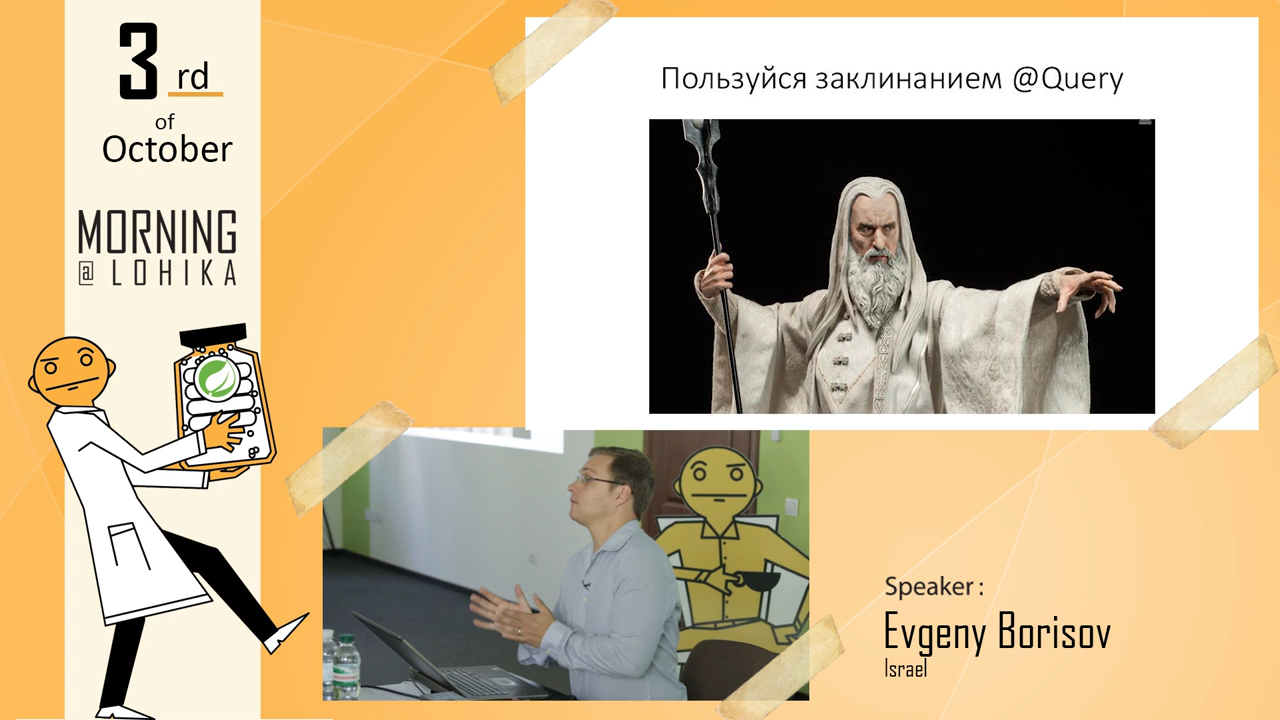 3 rd
of
October
MORNING
@ LOHIKA
Пользуйся заклинанием @Query
Speaker :
Evgeny Borisov
Israel